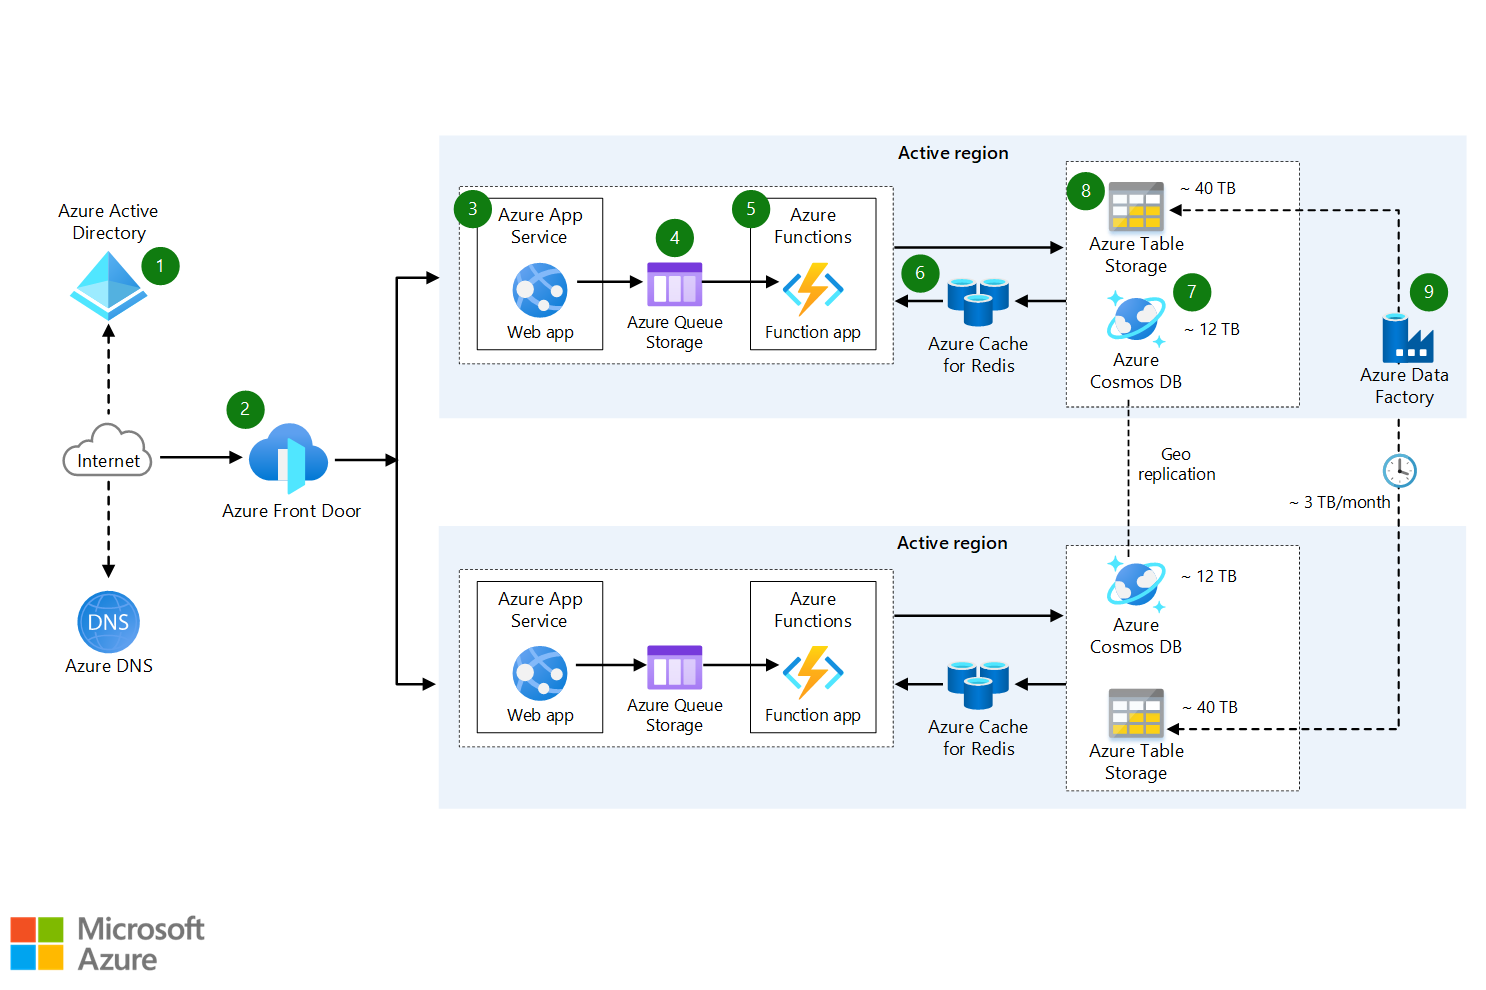 Azure Active
Directory
1
Internet
DNS
Azure DNS
2
Azure Front Door
Active region
3
Azure App
Service
Web app
4
Azure Queue
Storage
5
Azure
Functions
Function app
6
Azure Cache
for Redis
8
~ 40 TB
Azure Table
Storage
7
~ 12 TB
Azure
Cosmos DB
9
Azure Data
Factory
Geo
replication
~ 3 TB/month
Active region
Azure App
Service
Web app
Azure Queue
Storage
Azure
Functions
Function app
Azure Cache
for Redis
~ 12 TB
Azure
Cosmos DB
~ 40 TB
Azure Table
Storage
Microsoft
Azure